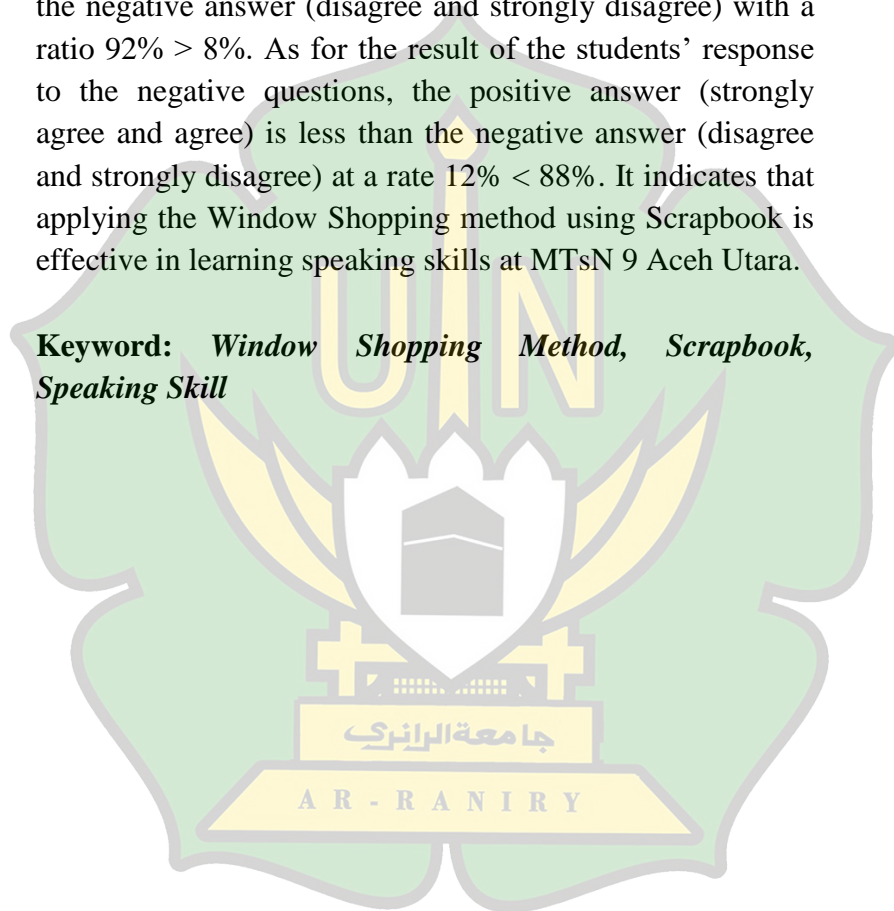 the negative answer (disagree and strongly disagree) with a
ratio 92% > 8%. As for the result of the students’ response
to the negative questions, the positive answer (strongly
agree and agree) is less than the negative answer (disagree
and strongly disagree) at a rate 12% < 88%. It indicates that
applying the Window Shopping method using Scrapbook is
effective in learning speaking skills at MTsN 9 Aceh Utara.
Keyword: Window Shopping Method, Scrapbook,
Speaking Skill
UIN
جامعة الرانري
AR-RANIRY